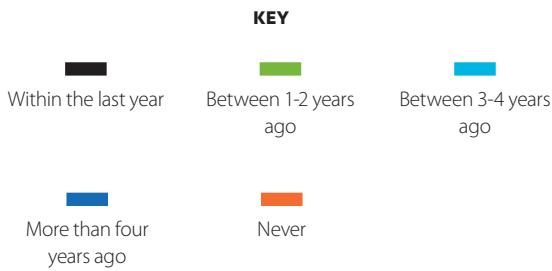 KEY
Within the last year
Between 1-2 years
ago
Between 3-4 years
ago
More than four
years ago
Never